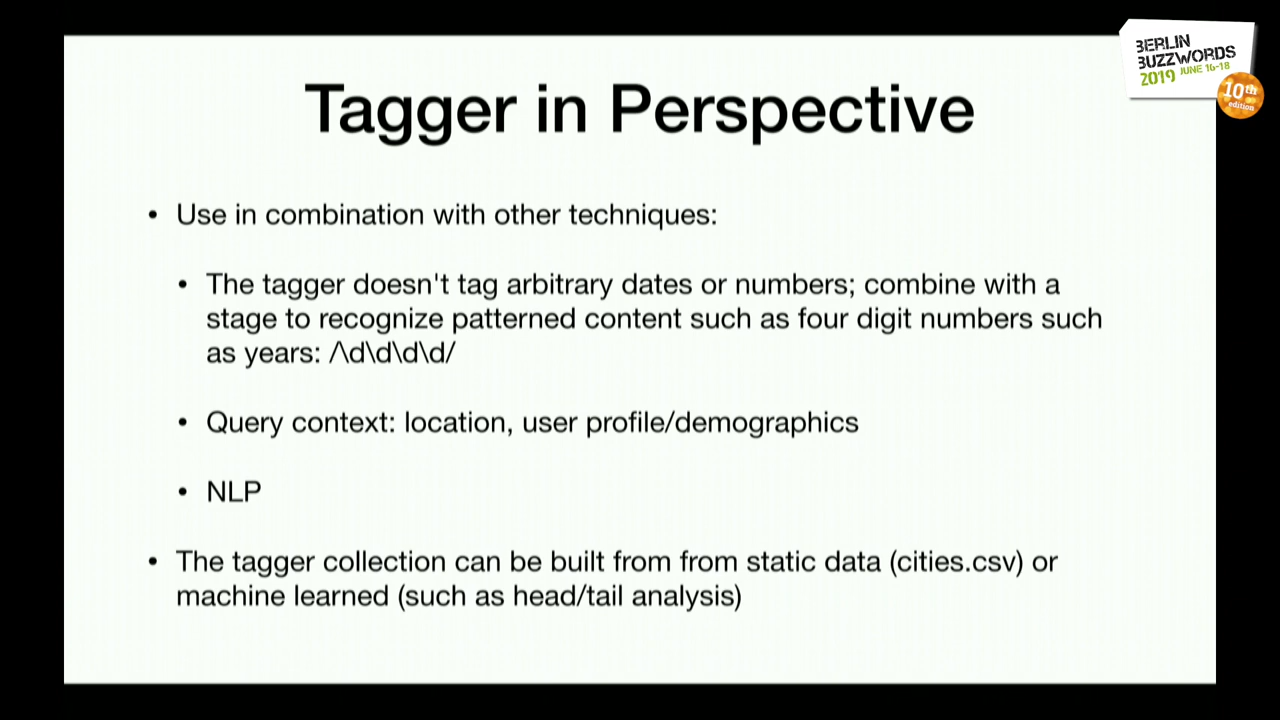 Tagger in Perspective
• Use in combination with other techniques:
• The tagger doesn't tag arbitrary dates or numbers; combine with a
stage to recognize patterned content such as four digit numbers such
as years: /\d\d\d\d/
• Query context: location, user profile/demographics
• NLP
• The tagger collection can be built from from static data (cities.csv) or
machine learned (such as head/tail analysis)
BERLIN
BUZZWORDS
2019 JUNE 16-18
10th
edition